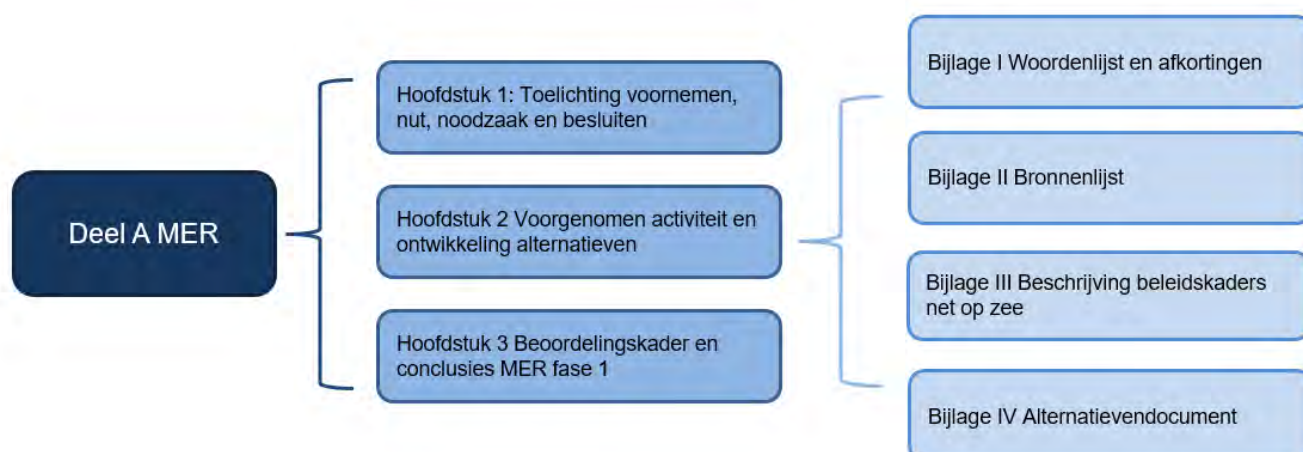 Deel A MER
Hoofdstuk 1: Toelichting voornemen,
nut, noodzaak en besluiten
Hoofdstuk 2 Voorgenomen activiteit en
ontwikkeling alternatieven
Hoofdstuk 3 Beoordelingskader en
conclusies MER fase 1
Bijlage I Woordenlijst en afkortingen
Bijlage II Bronnenlijst
Bijlage III Beschrijving beleidskaders
net op zee
Bijlage IV Alternatievendocument